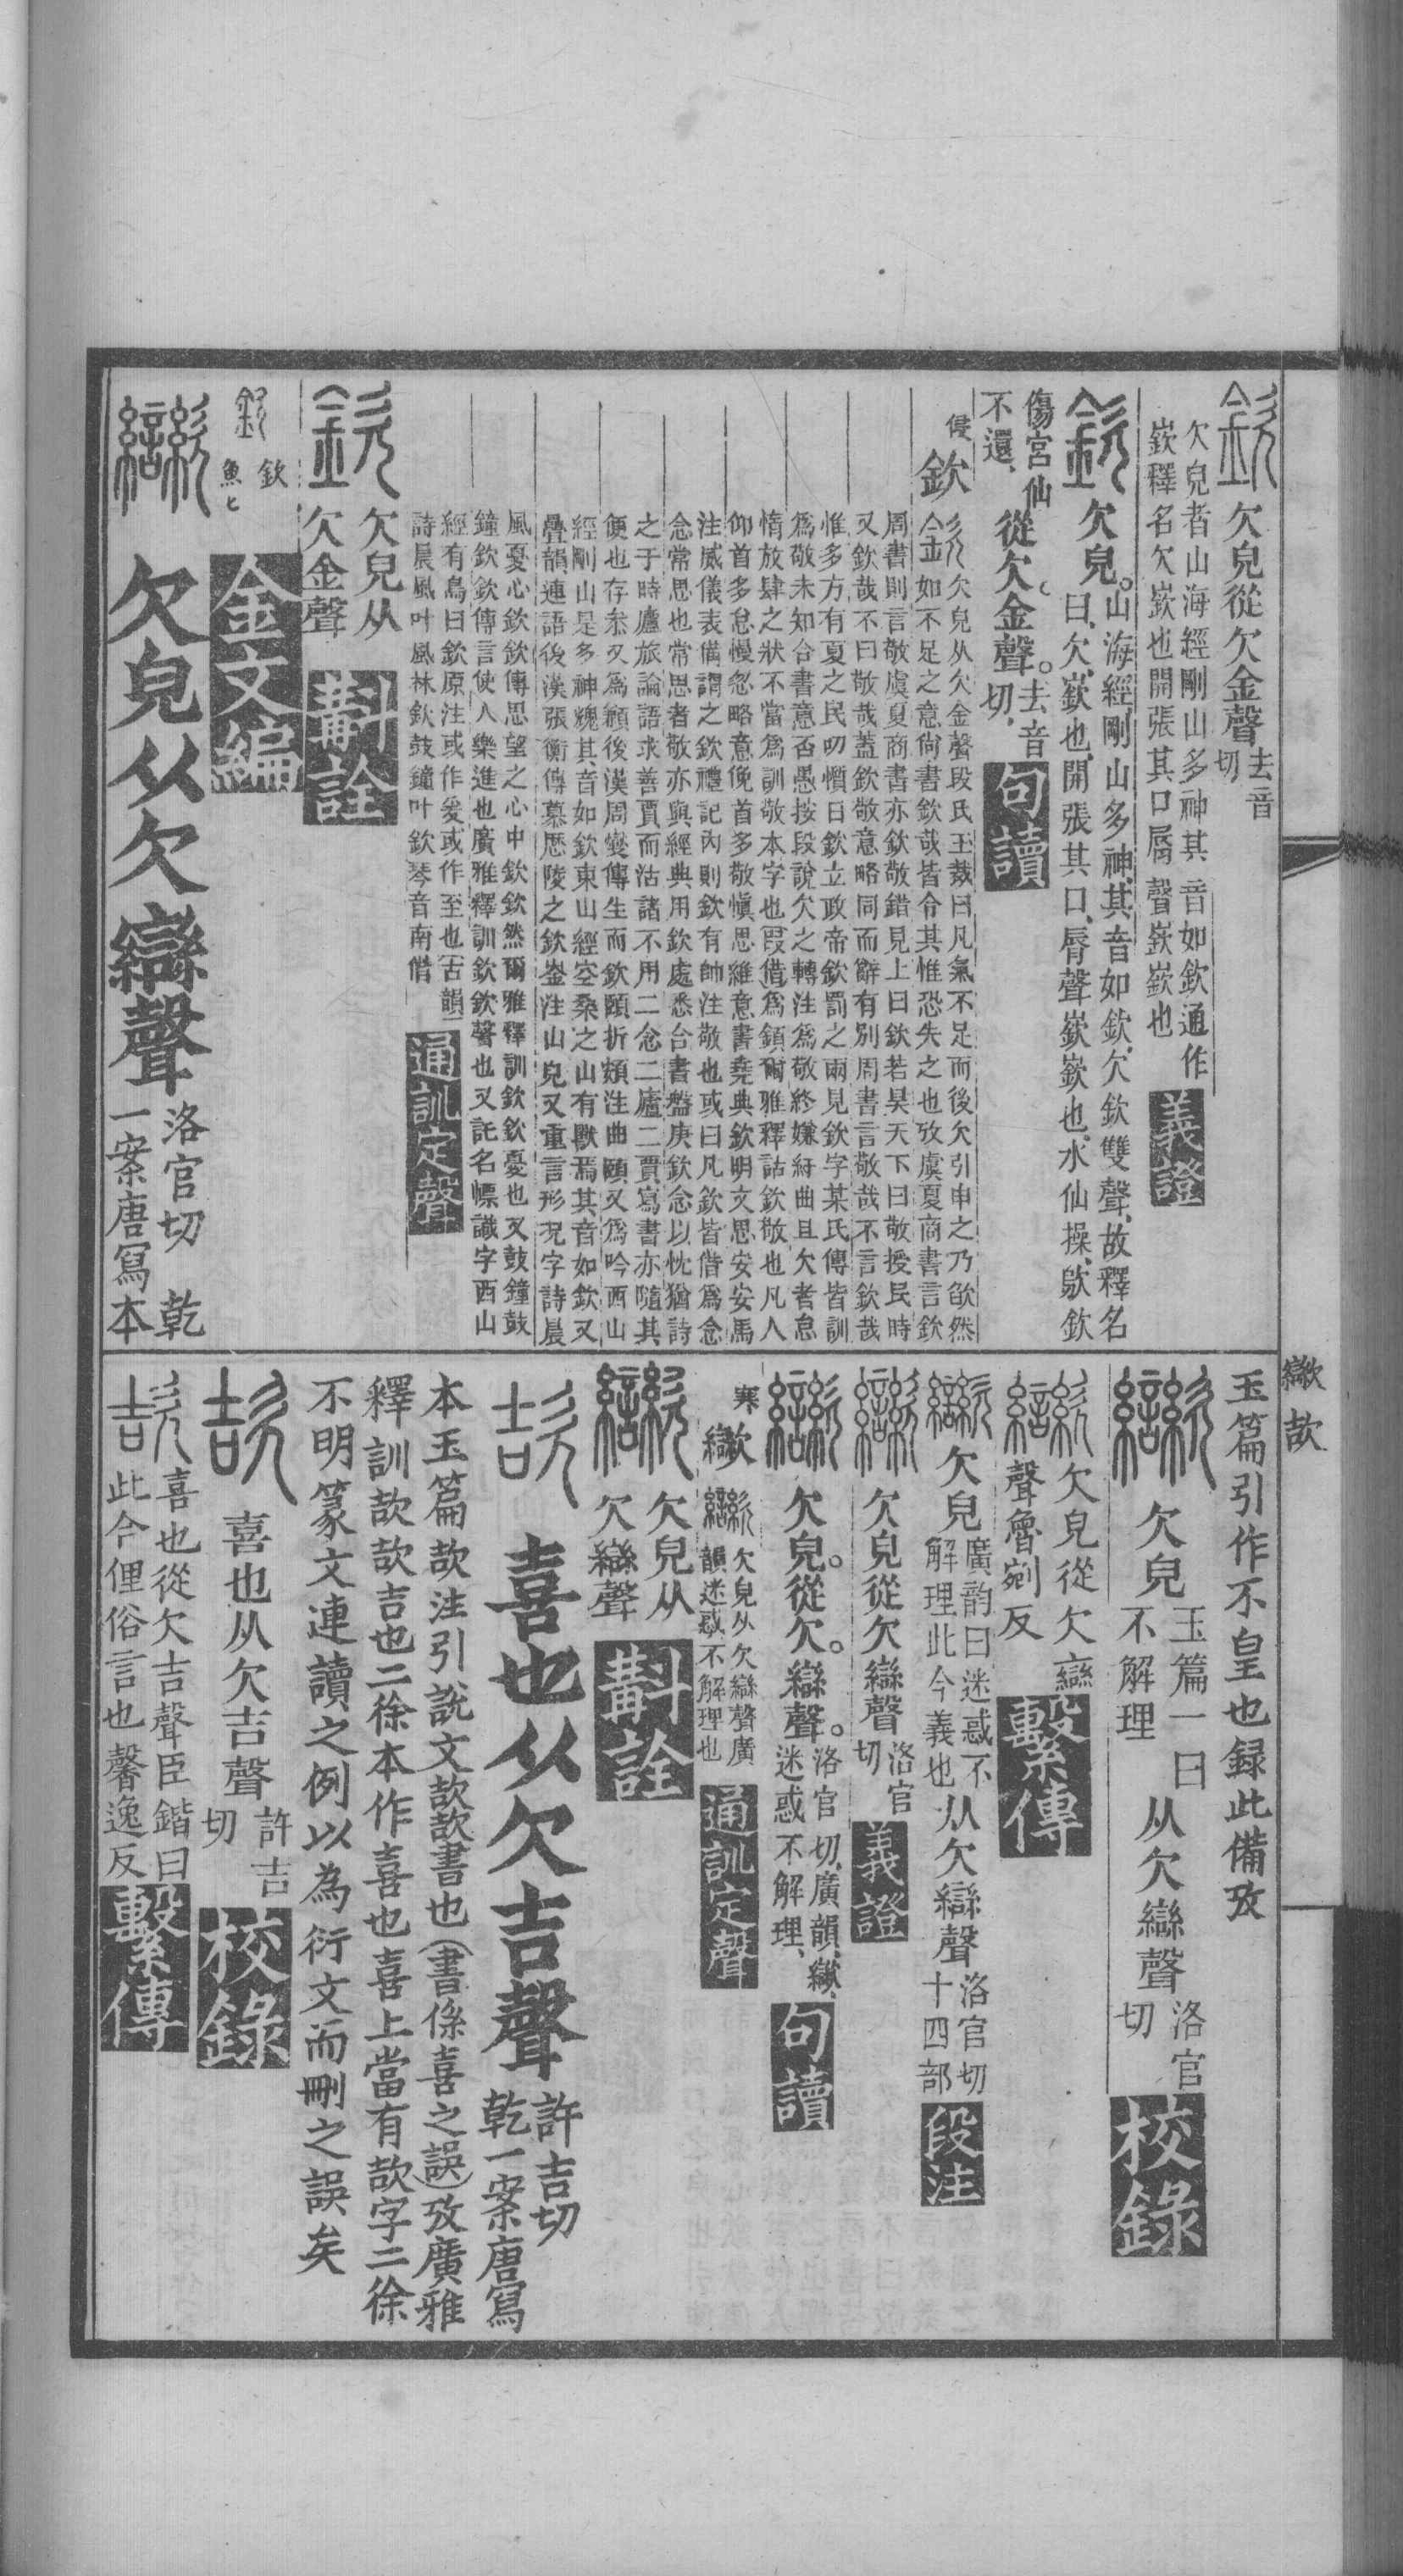 欠皃從欠金聲去音切
欠皃者山海經剛山多神其音如欽通作
嶔釋名欠嶔也開張其口脣聲嶔嶔也
義證
欠皃。山海經剛山多神其音如欽、欠欽雙聲、故釋名
曰、欠、嶔也、開張其口、脣聲嶔嶔也、水仙操、歍欽
傷宮仙
不還、
從欠。金聲。去音切、
句讀
侵
欽
欠皃从欠金聲段氏玉裁曰凡氣不足而後欠引申之乃欿然
如不足之意尙書欽哉皆令其惟恐失之也攷虞夏商書言欽
周書則言敬虞夏商書亦欽敬錯見上曰欽若昊天下曰敬授民時
又欽哉不曰敬哉蓋欽敬意略同而辭有別周書言敬哉不言欽哉
惟多方有夏之民叨懫日欽立政帝欽罰之兩見欽字某氏傳皆訓
爲敬未知合書意否愚按段說欠之轉注爲敬終嫌紆曲且欠者怠
惰放肆之狀不當爲訓敬本字也叚借爲顉爾雅釋詁欽敬也凡人
仰首多怠慢忽略意俛首多敬愼思維意書堯典欽明文思安安馬
注威儀表備謂之欽禮記內則欽有帥注敬也或曰凡欽皆借爲念
念常思也常思者敬亦與經典用欽處悉合書盤庚欽念以忱猶詩
之于時廬旅論語求善賈而沽諸不用二念二廬二賈寫書亦隨其
便也存叅又爲顉後漢周燮傳生而欽頤折頞注曲頤又爲吟西山
經剛山是多神䰠其音如欽東山經空桑之山有獸焉其音如欽又
疊韻連語後漢張衡傳慕歷陵之欽崟注山皃又重言形況字詩晨
風憂心欽欽傳思望之心中欽欽然爾雅釋訓欽欽憂也又鼓鐘鼓
鐘欽欽傳言使人樂進也廣雅釋訓欽欽聲也又託名幖識字西山
經有鳥曰欽原注或作爰或作至也古韻
詩晨風叶風林欽鼓鐘叶欽琴音南僭
通訓定聲
欠皃从
欠金聲
斠詮
欽
魚匕
金文編
欠皃从欠䜌聲
洛官切 乾
一案唐寫本
玉篇引作不皇也録此備攷
欠皃玉篇一曰不解理从欠䜌聲洛官切
校錄
欠皃從欠䜌
聲魯剜反
繫傳
欠皃廣韵曰迷惑不解理此今義也从欠䜌聲洛官切十四部
段注
欠皃從欠䜌聲洛官切
義證
欠皃。從欠。䜌聲。洛官切、廣韻、𣤶、迷惑不解理、
句讀
寒
𣤶
欠皃从欠䜌聲廣
韻迷惑不解理也
通訓定聲
欠皃从
欠䜌聲
斠詮
喜也从欠吉聲
許吉切
乾一案唐寫
本玉篇欯注引說文欯欯書也(書係喜之誤)攷廣雅
釋訓欯欯吉也二徐本作喜也喜上當有欯字二徐
不明篆文連讀之例以為衍文而刪之誤矣
喜也从欠吉聲許吉切
校錄
喜也從欠吉聲臣鍇曰
此今俚俗言也馨逸反
繫傳
𣤶 欯